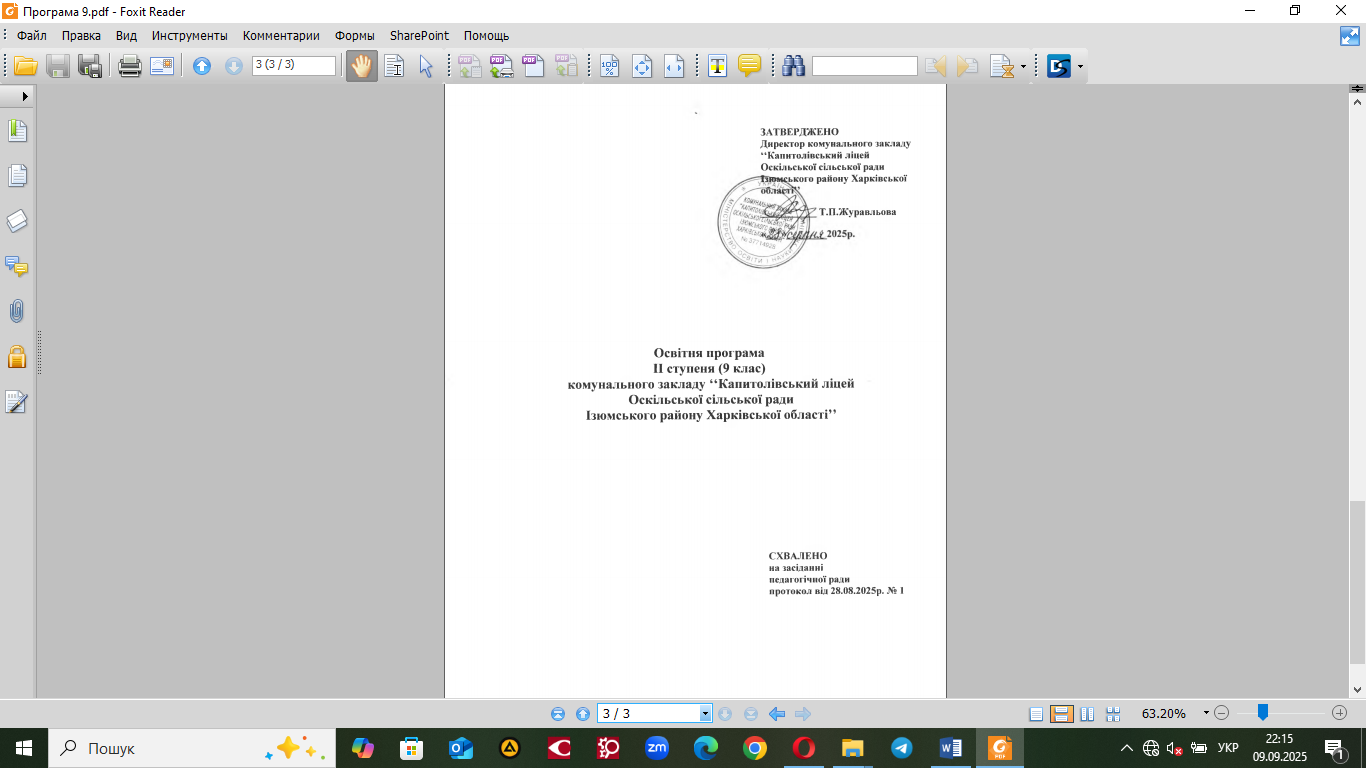 Програма 9.pdf - Foxit Reader
Файл Правка Вид Инструменты Комментарии Формы SharePoint Помощь
3 (3 / 3)
ЗАТВЕРДЖЕНО
Директор комунального закладу
‘‘Капитолівський ліцей
Оскільської сільської ради
Ізюмського району Харківської
області’’
Т.П.Журавльова
серпня 2025р.
Освітня програма
ІІ ступеня (9 клас)
комунального закладу ‘‘Капитолівський ліцей
Оскільської сільської ради
Ізюмського району Харківської області’’
СХВАЛЕНО
на засіданні
педагогічної ради
протокол від 28.08.2025р. № 1
3 / 3
63.20%
Пошук
УКР
22:15
09.09.2025